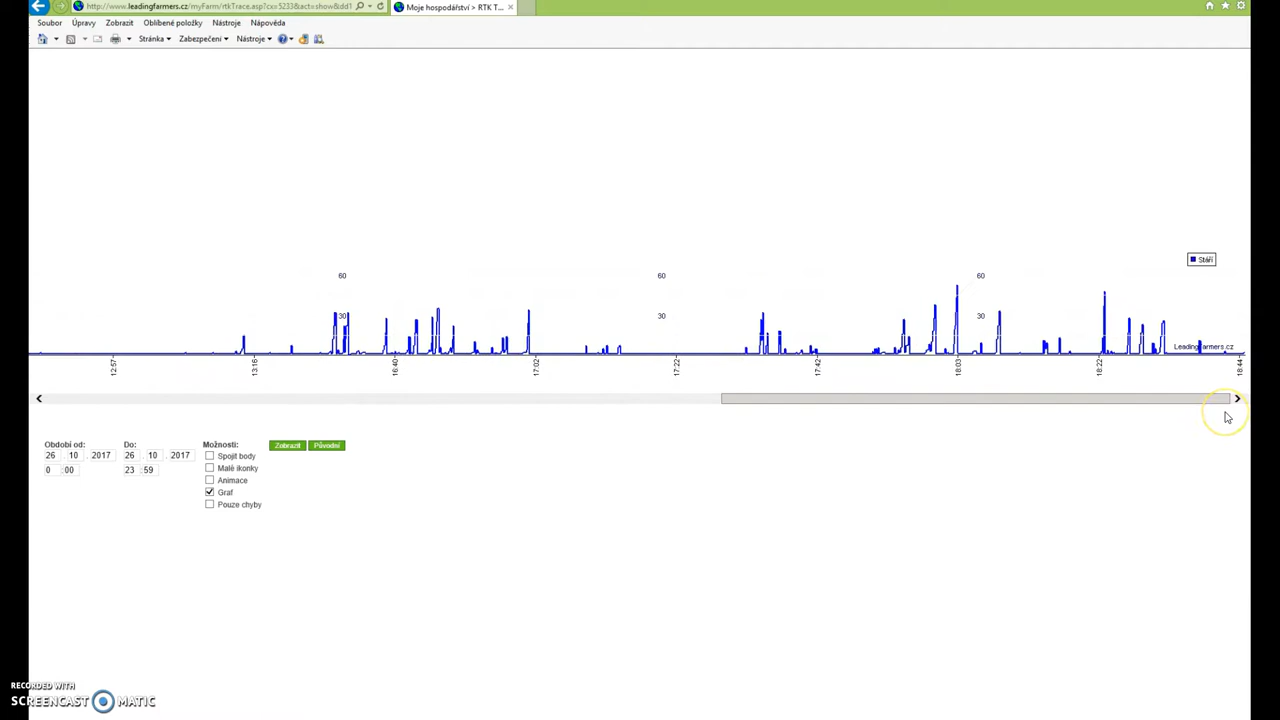 http://www.leadingfarmers.cz/myFarm/rtkTrace.asp?cx=5233&act=show&dd1
Moje hospodářství > RTK T...
Soubor Úpravy Zobrazit Oblíbené položky Nástroje Nápověda
Stránka Zabezpečení Nástroje
Stáří
60 60 60
30 30 30
LeadingFarmers.cz
12:57 13:16 16:40 17:02 17:22 17:42 18:03 18:22 18:44
Období od: Do: Možnosti: Zobrazit Původní
26 . 10 . 2017 26 . 10 . 2017 Spojit body
0 :00 23 :59 Malé ikonky
Animace
Graf
Pouze chyby
RECORDED WITH
SCREENCAST MATIC